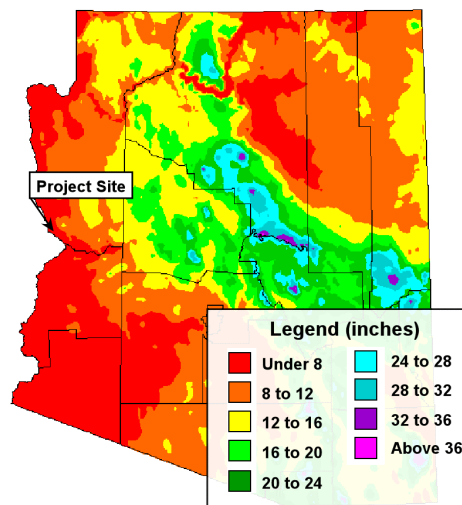 Project Site
Legend (inches)
Under 8
8 to 12
12 to 16
16 to 20
20 to 24
24 to 28
28 to 32
32 to 36
Above 36